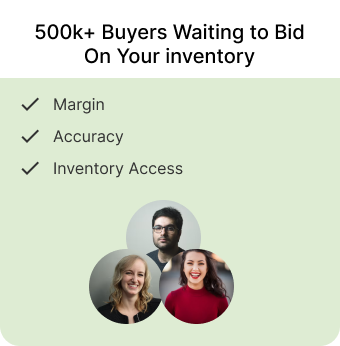 500k+ Buyers Waiting to Bid
On Your inventory
Margin
Accuracy
Inventory Access